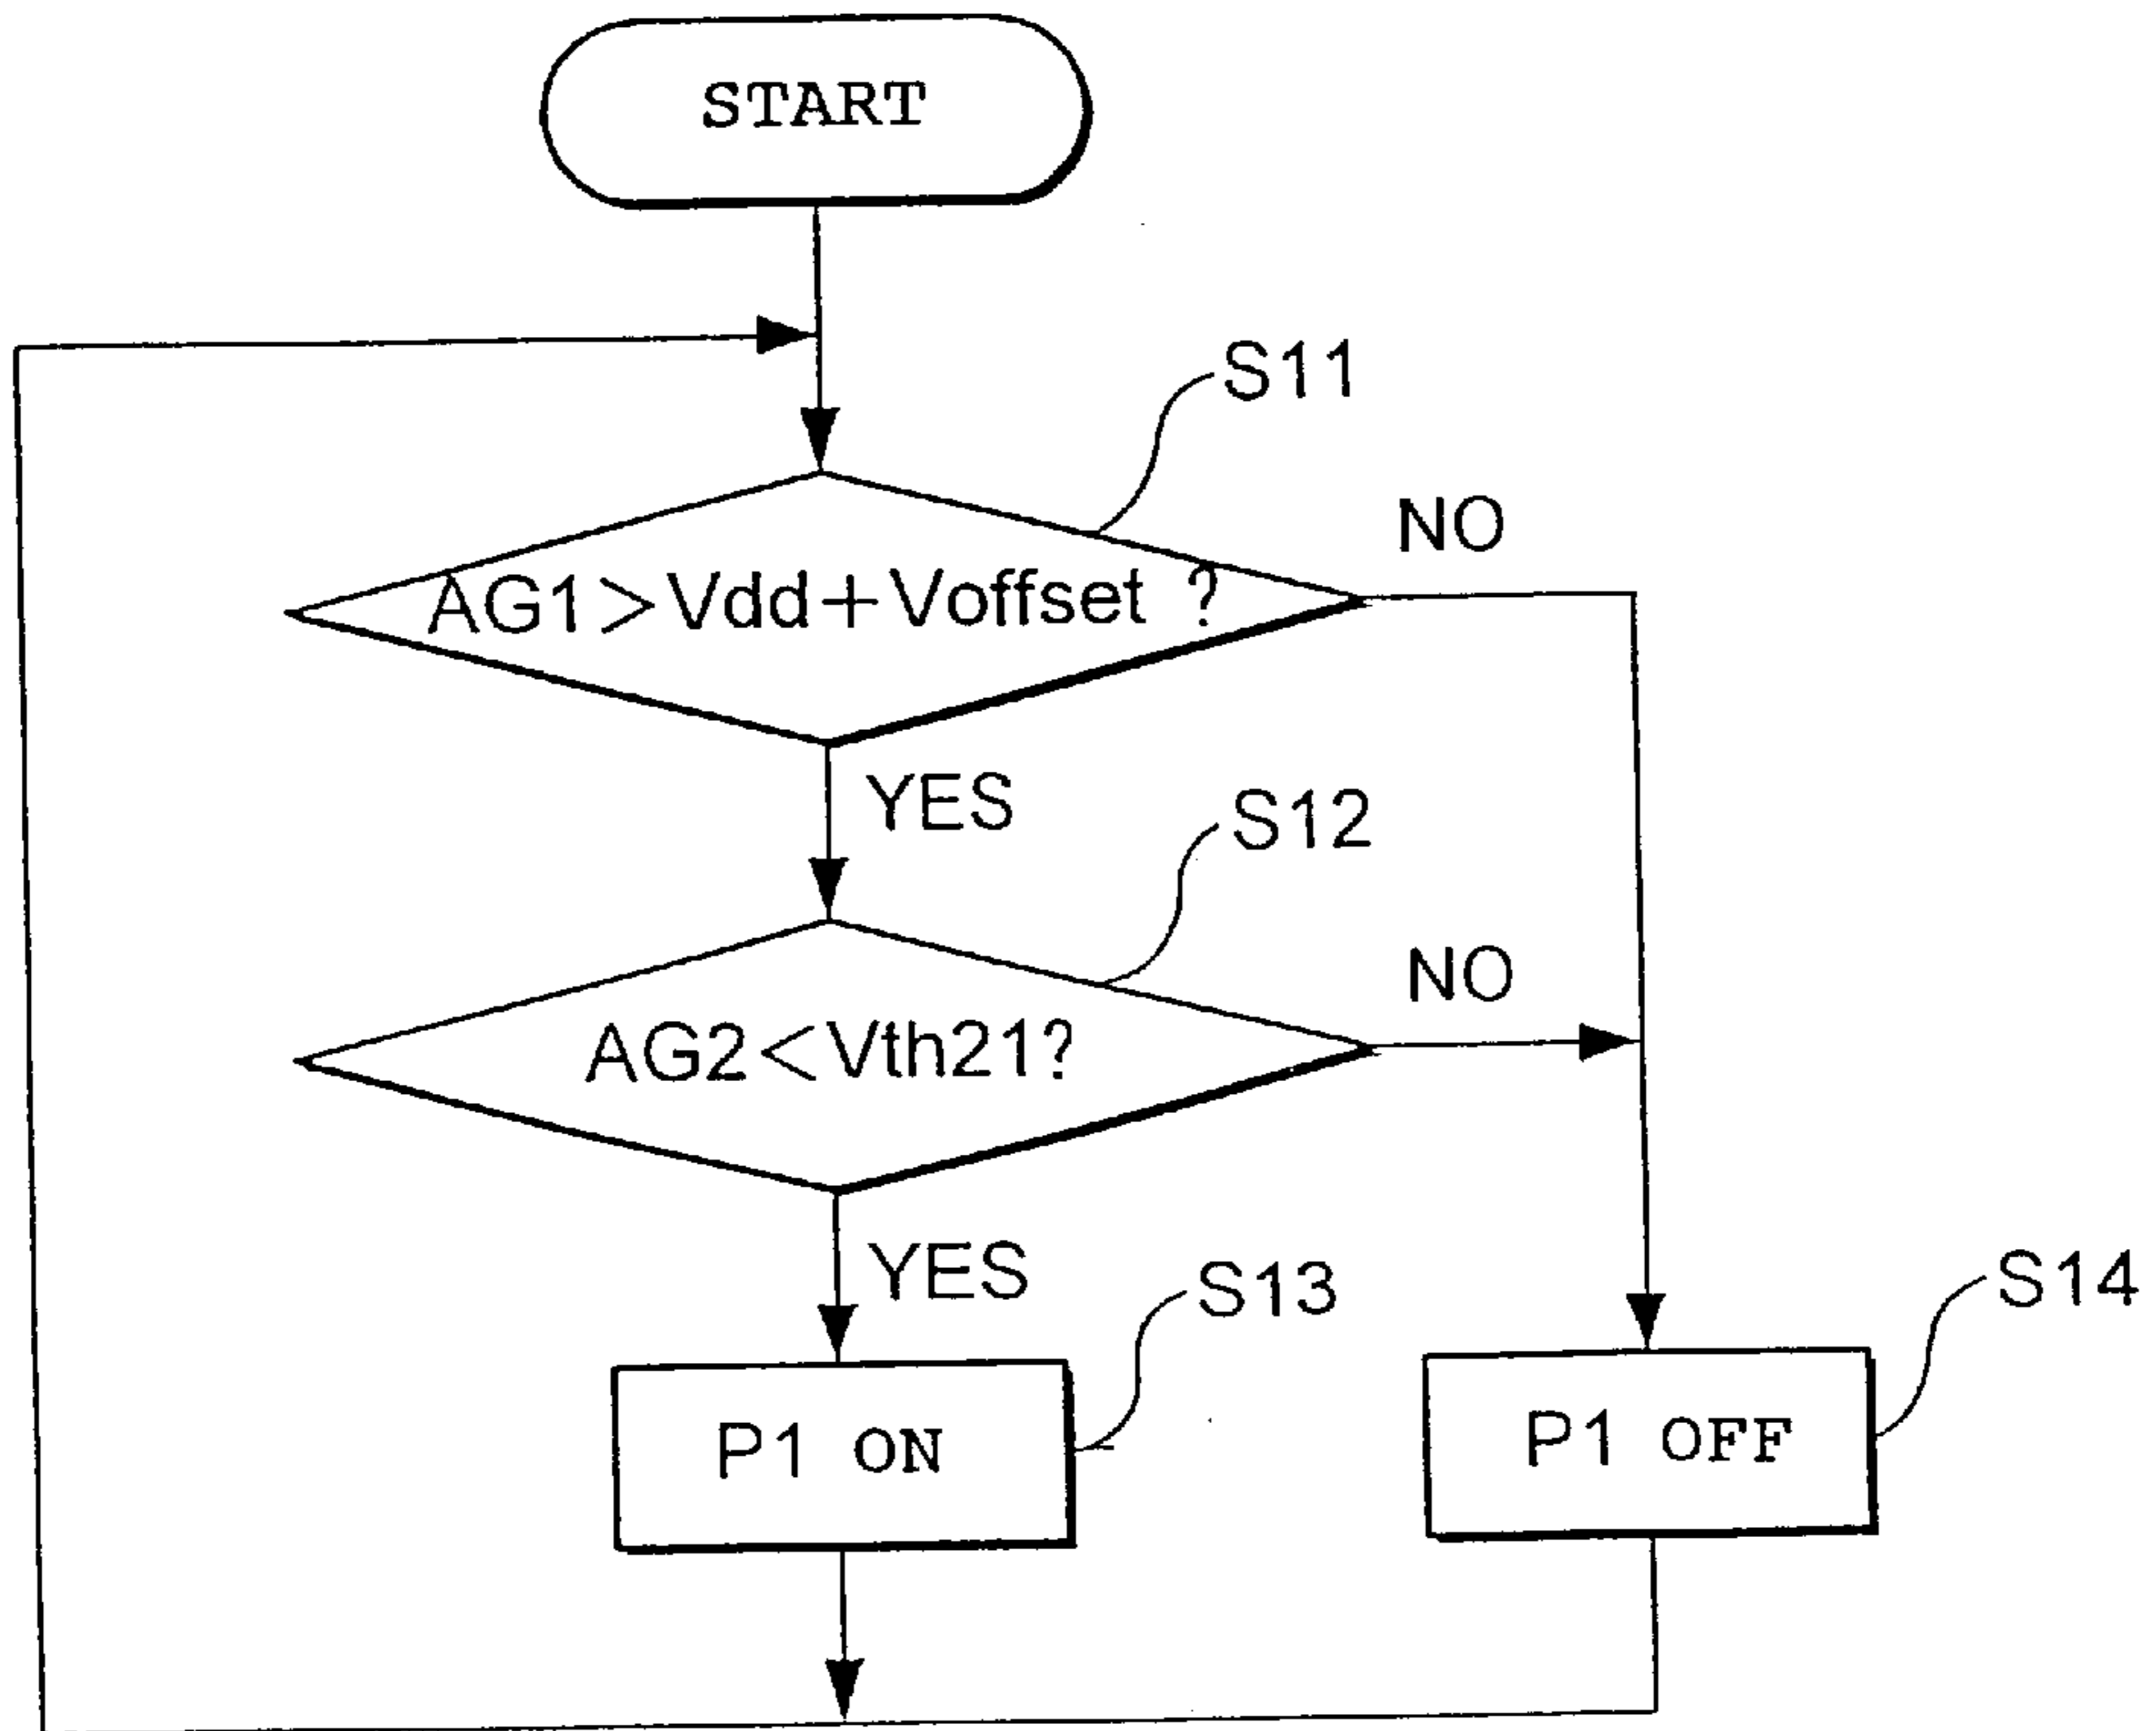 START
S11
NO
AG1>Vdd+Voffset ?
YES
S12
NO
AG2<Vth21?
YES
S13
S14
P1 ON
P1 OFF